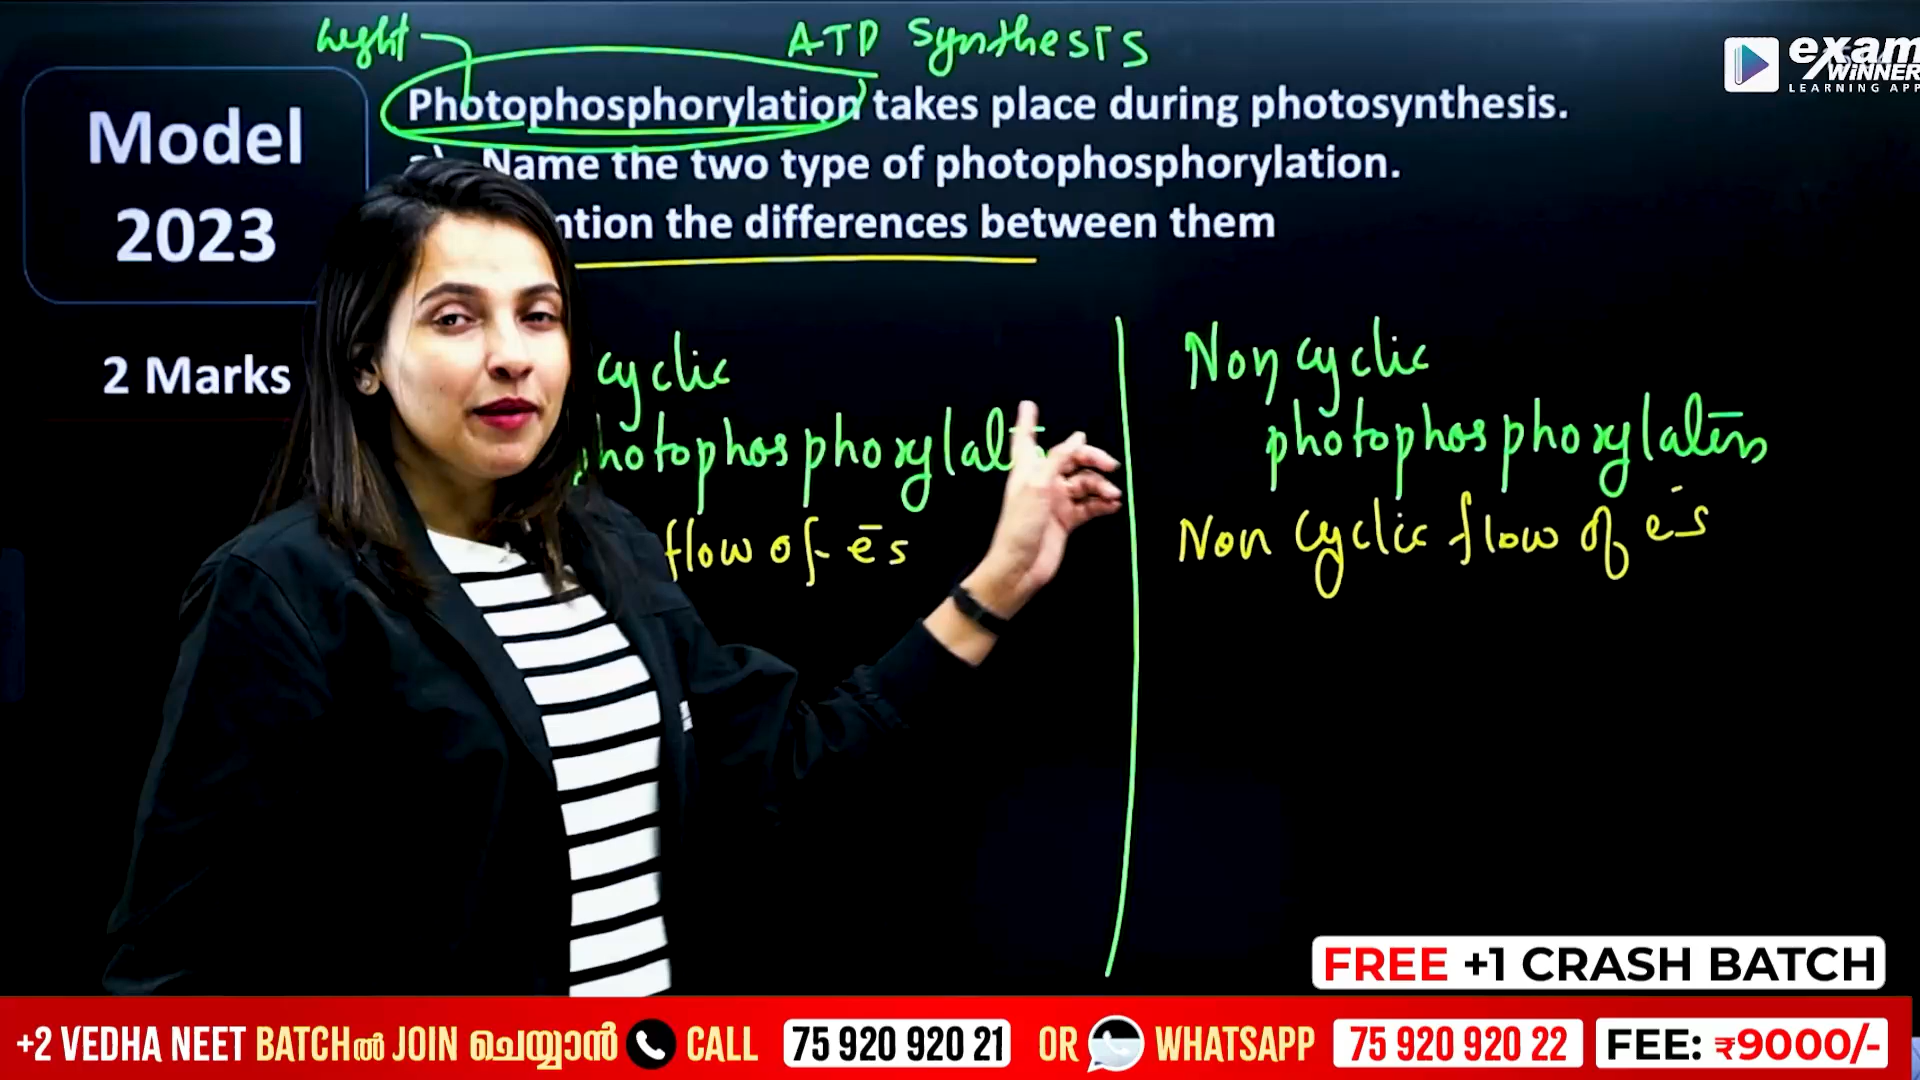 Light
ATP Synthesis
exam
WiNNER
LEARNING APP
Model
2023
2 Marks
Photophosphorylation takes place during photosynthesis.
Name the two type of photophosphorylation.
ntion the differences between them
cyclic
photophosphorylati
flow of e̅s
Non cyclic
photophosphorylation
Non cyclic flow of e̅s
FREE +1 CRASH BATCH
+2 VEDHA NEET BATCHൽ JOIN ചെയ്യാൻ CALL 75 920 920 21 OR WHATSAPP 75 920 920 22 FEE: ₹9000/-